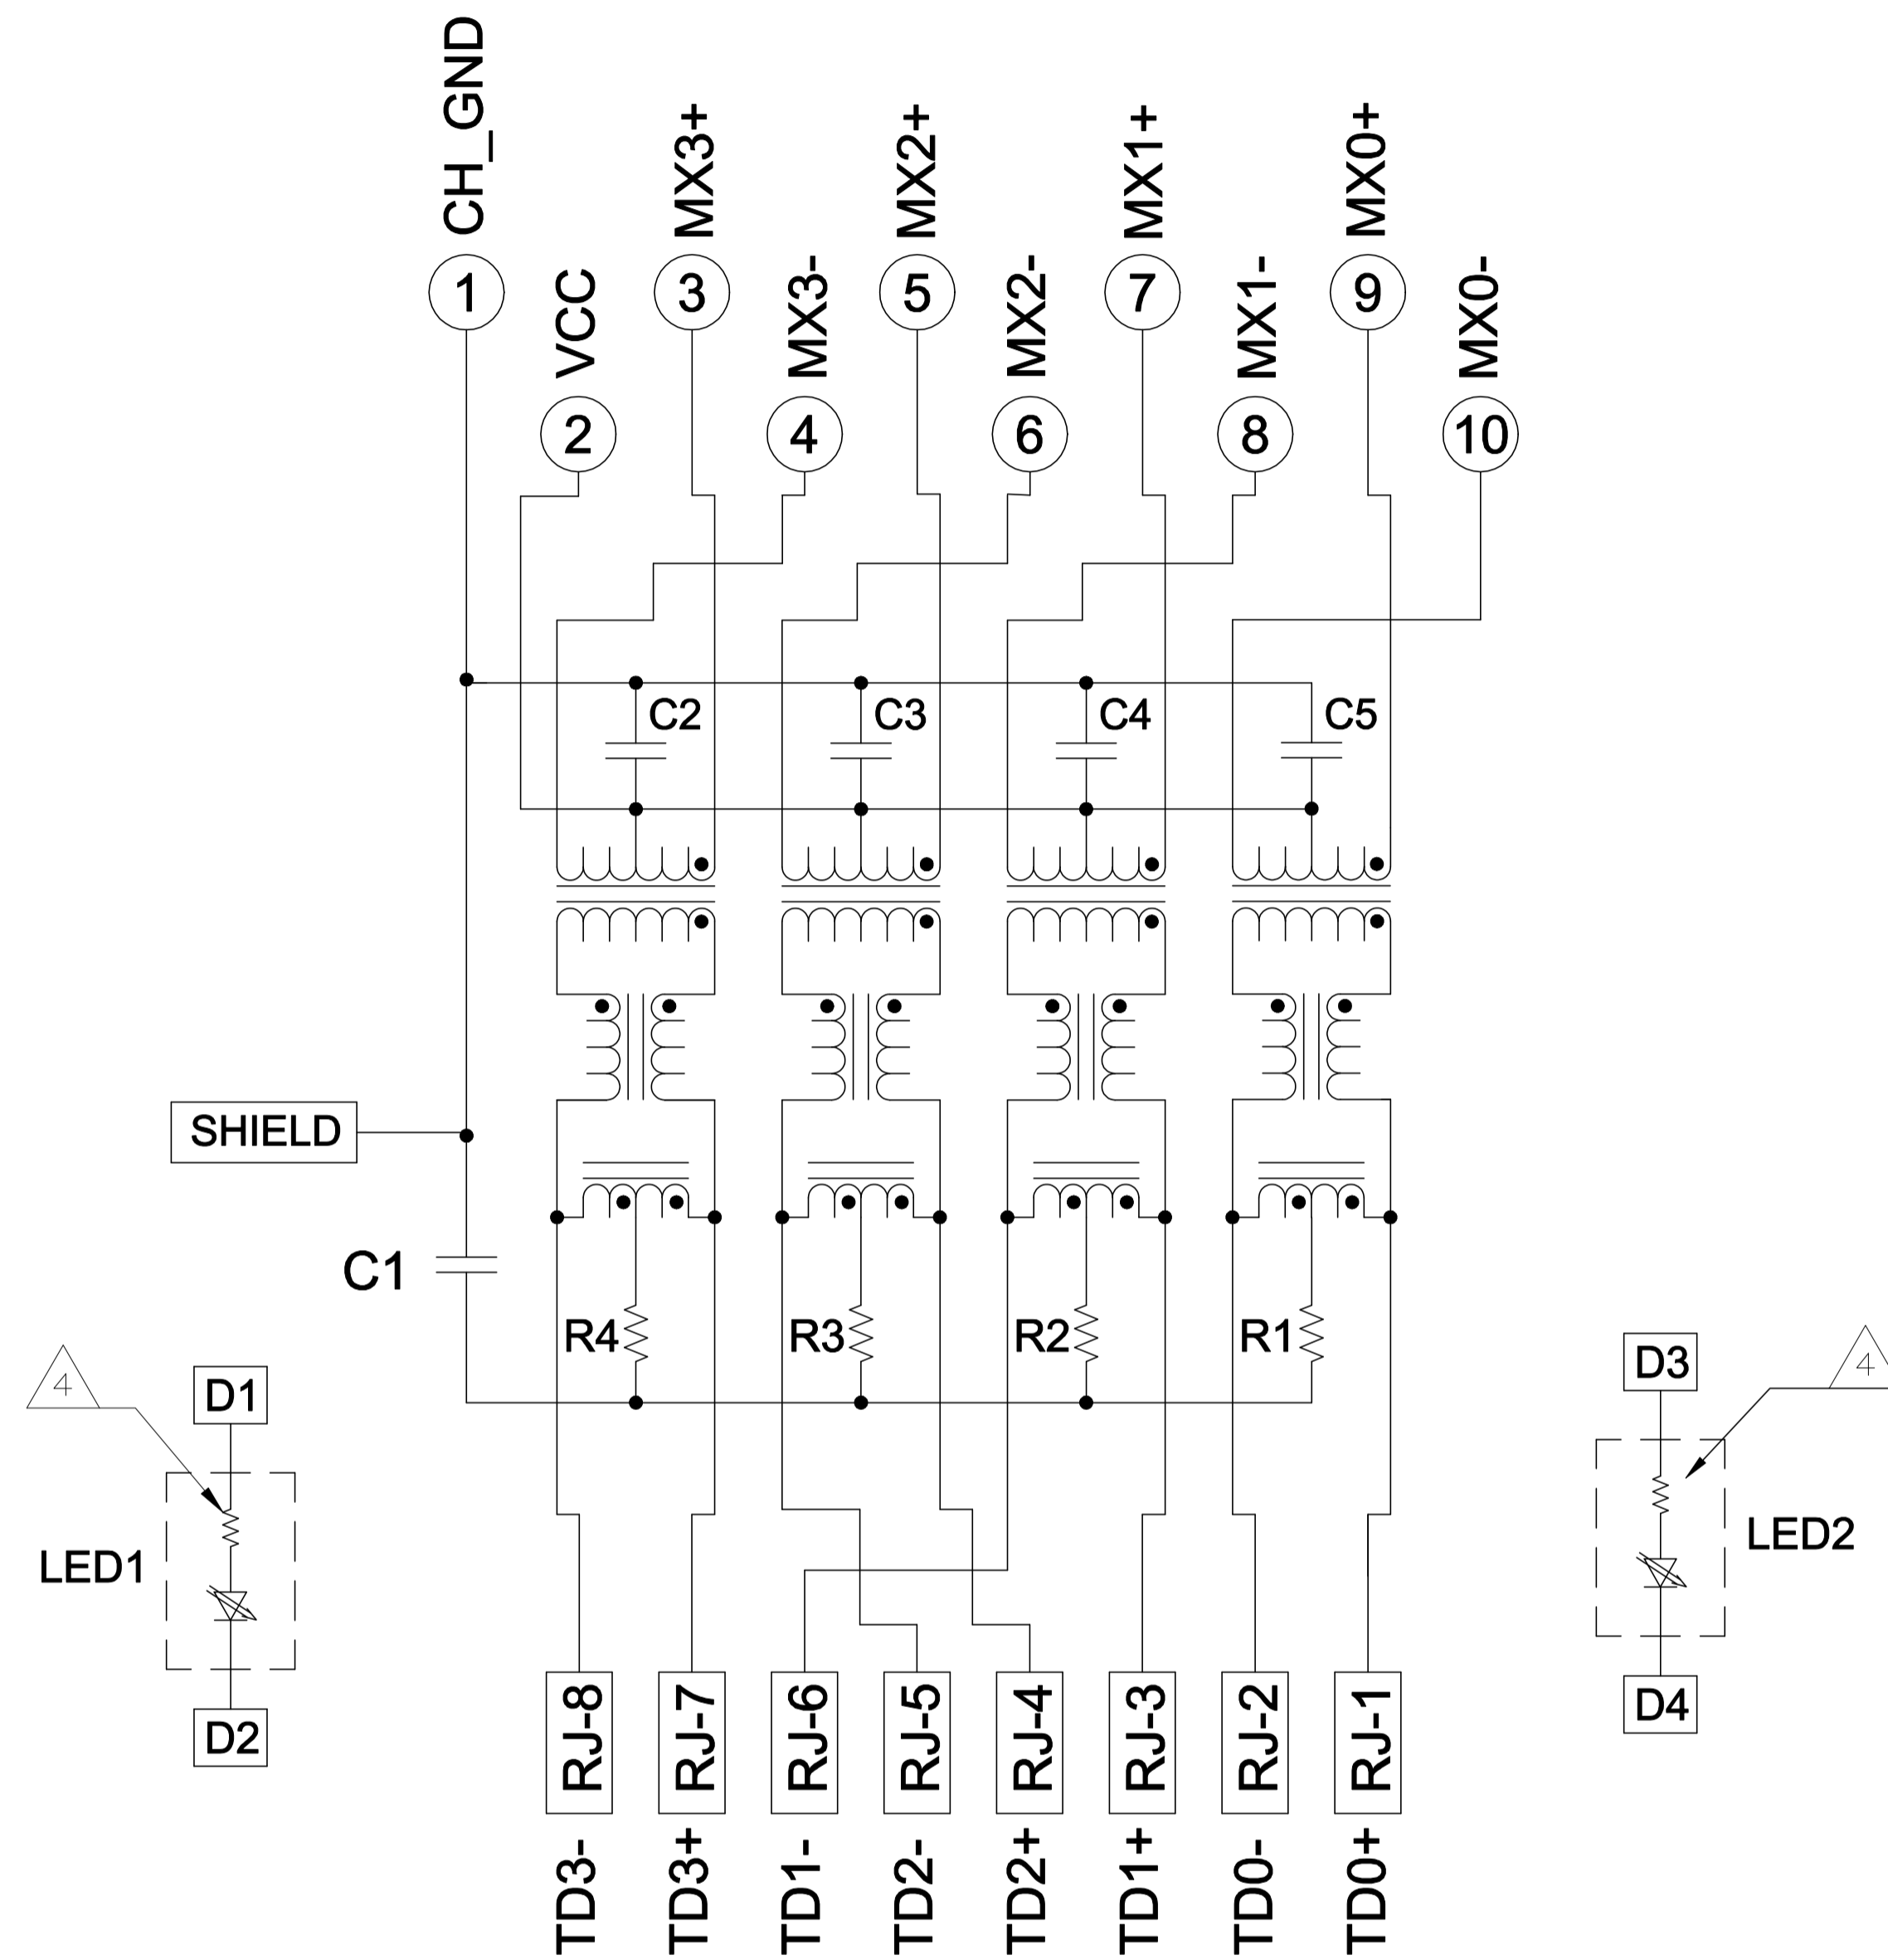 CH_GND
MX3+
MX2+
MX1+
MX0+
1
3
5
7
9
VCC
MX3-
MX2-
MX1-
MX0-
2
4
6
8
10
C2
C3
C4
C5
SHIELD
C1
R4
R3
R2
R1
4
D1
LED1
D2
4
D3
LED2
D4
RJ-8
RJ-7
RJ-6
RJ-5
RJ-4
RJ-3
RJ-2
RJ-1
TD3-
TD3+
TD1-
TD2-
TD2+
TD1+
TD0-
TD0+